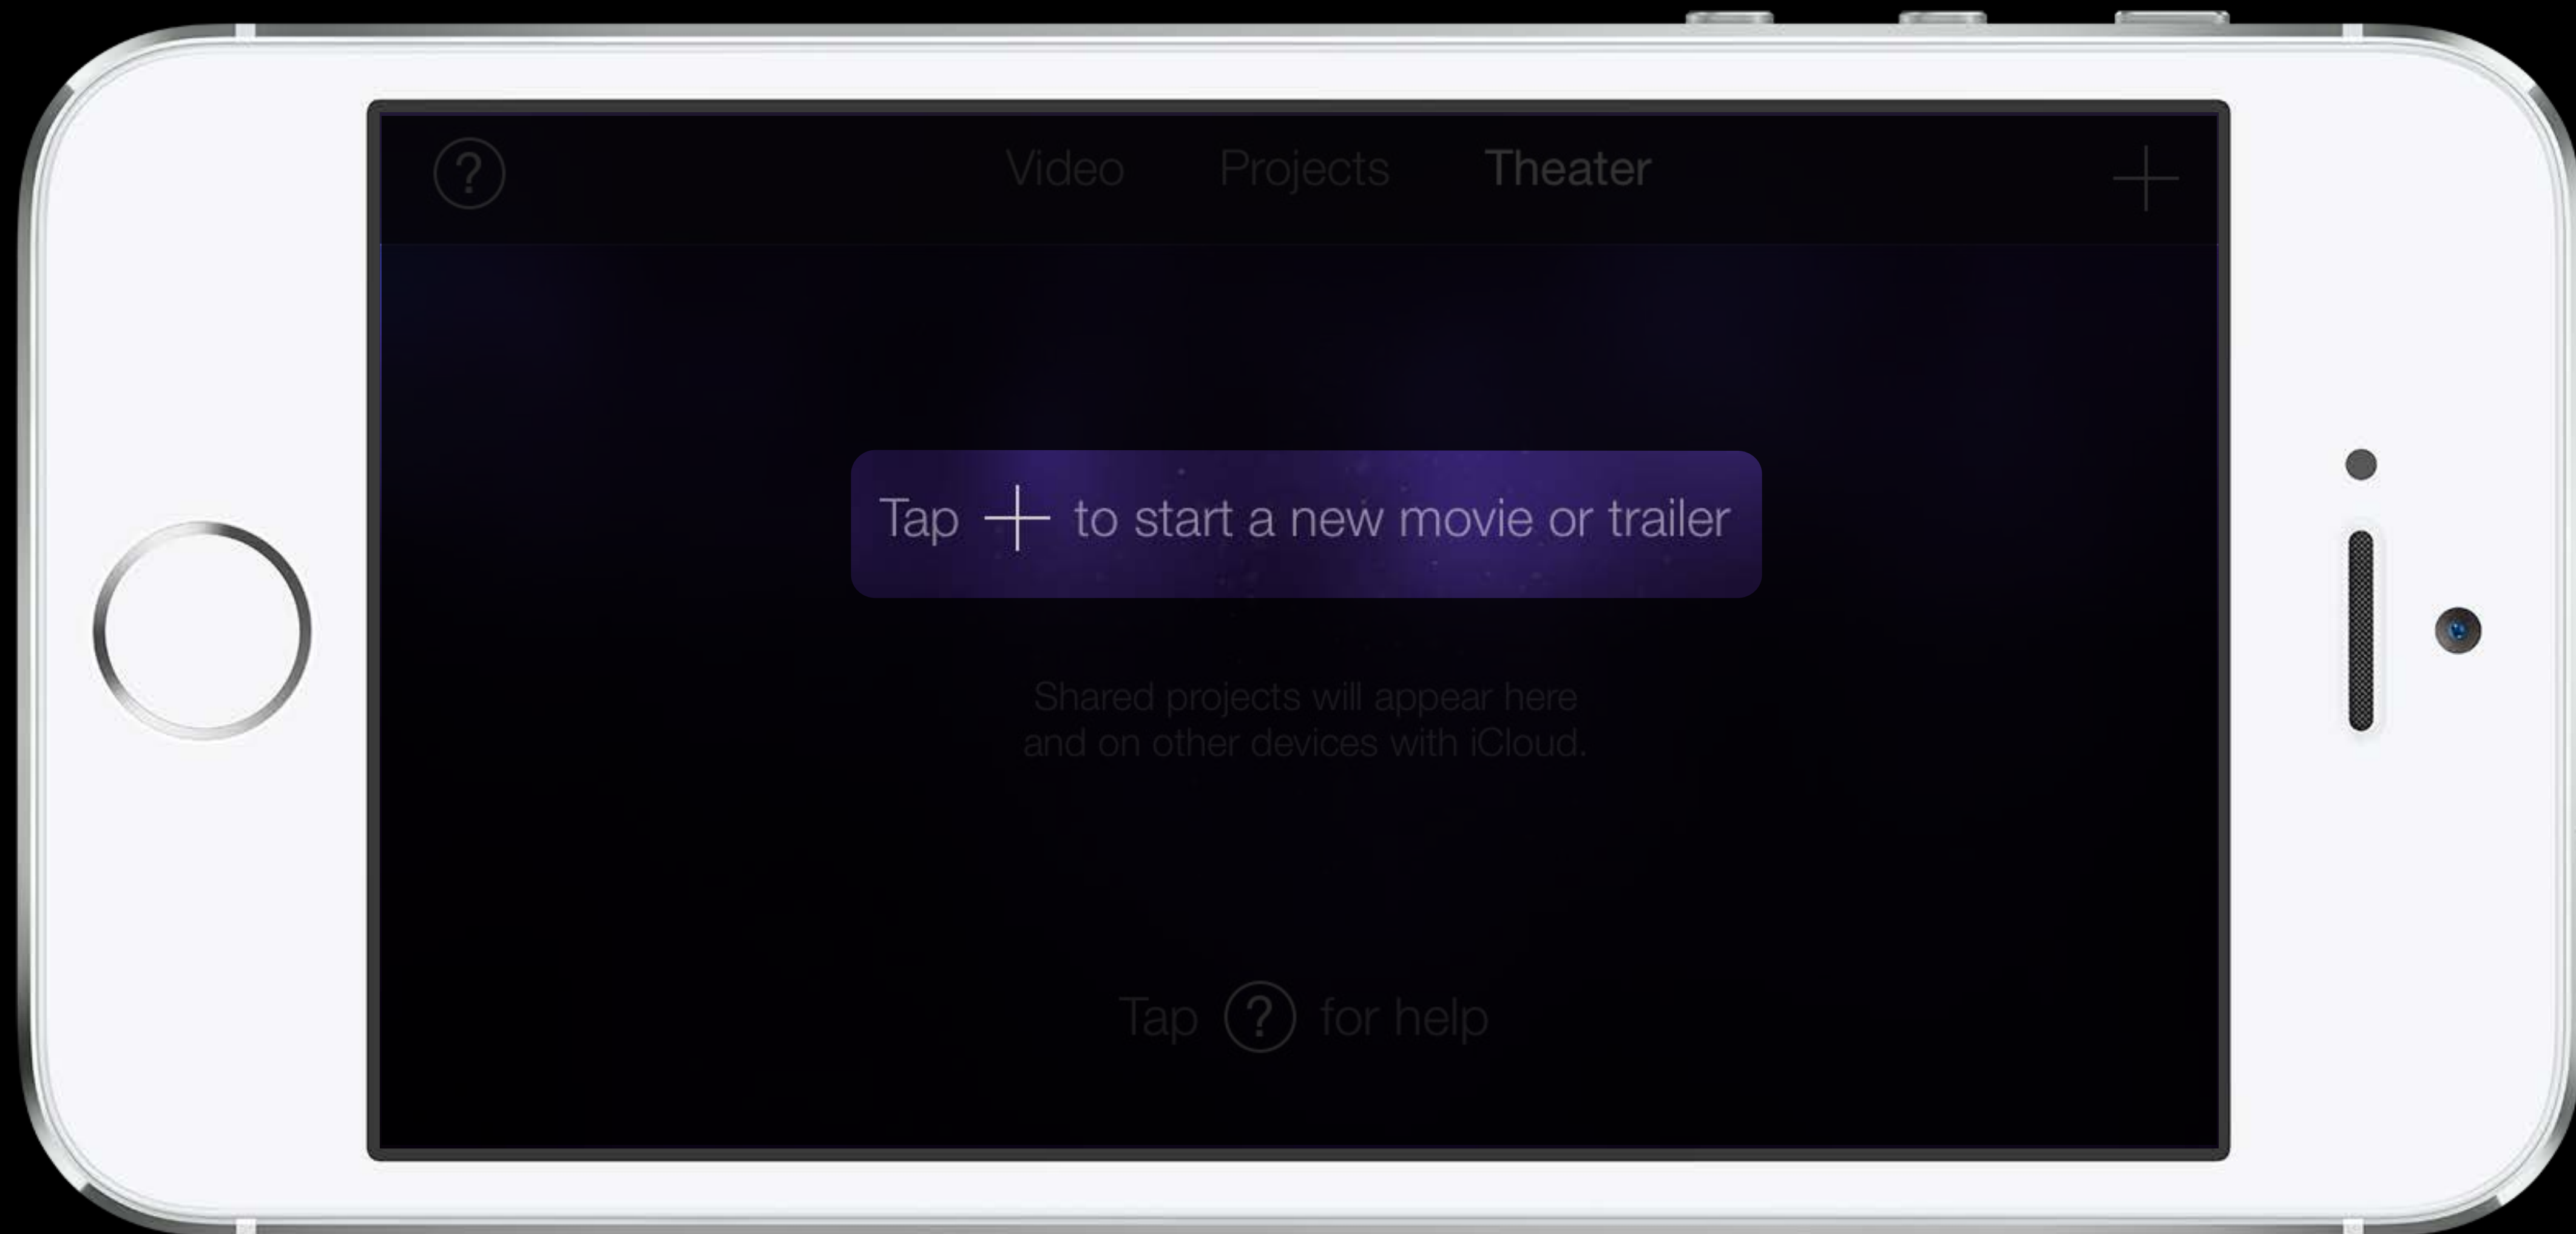 ?
Video Projects Theater +
Tap + to start a new movie or trailer
Shared projects will appear here
and on other devices with iCloud.
Tap ? for help